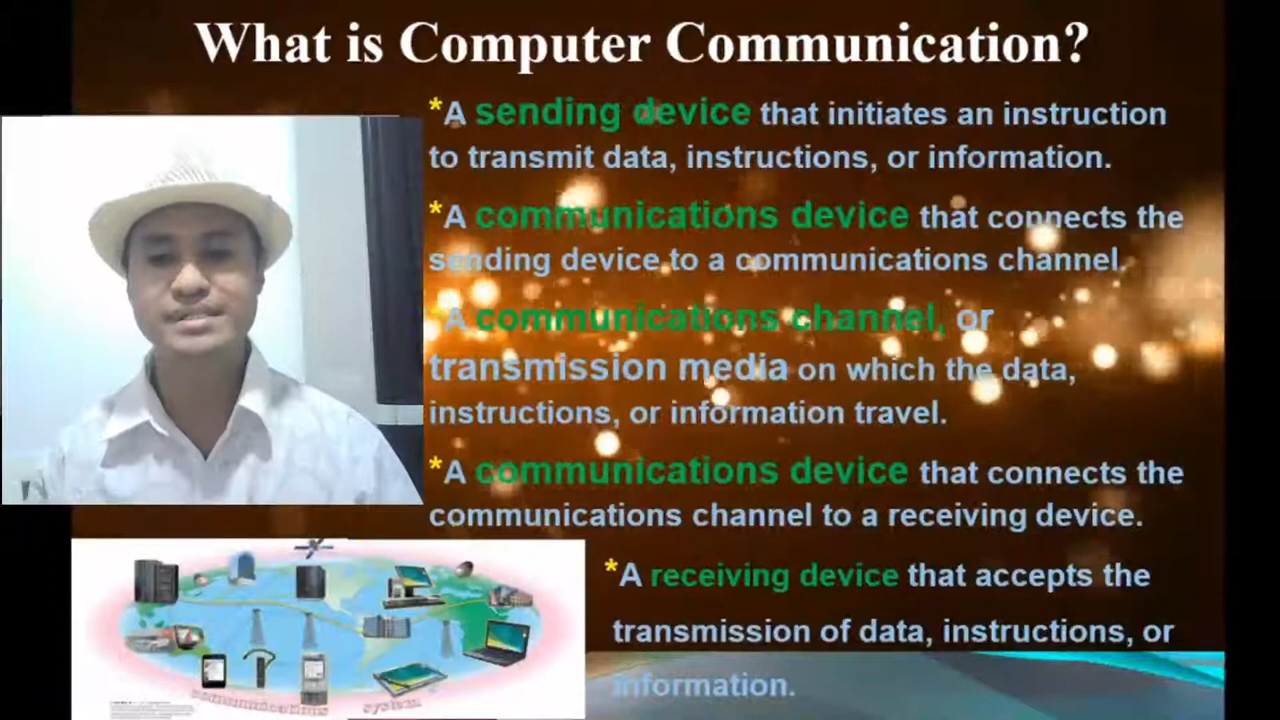 What is Computer Communication?
*A sending device that initiates an instruction
to transmit data, instructions, or information.
*A communications device that connects the
sending device to a communications channel.
A communications channel, or
transmission media on which the data,
instructions, or information travel.
*A communications device that connects the
communications channel to a receiving device.
*A receiving device that accepts the
transmission of data, instructions, or
information.
communications system